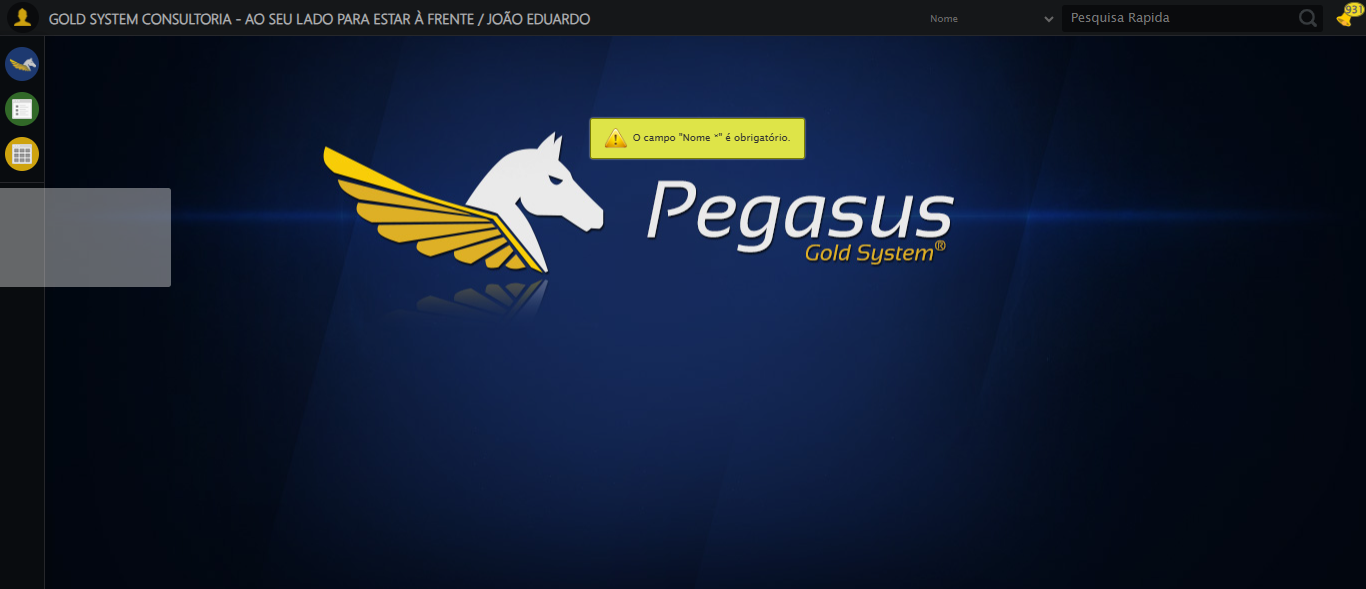 GOLD SYSTEM CONSULTORIA - AO SEU LADO PARA ESTAR À FRENTE / JOÃO EDUARDO
Nome
Pesquisa Rapida
931
O campo "Nome *" é obrigatório.
Pegasus
Gold System®